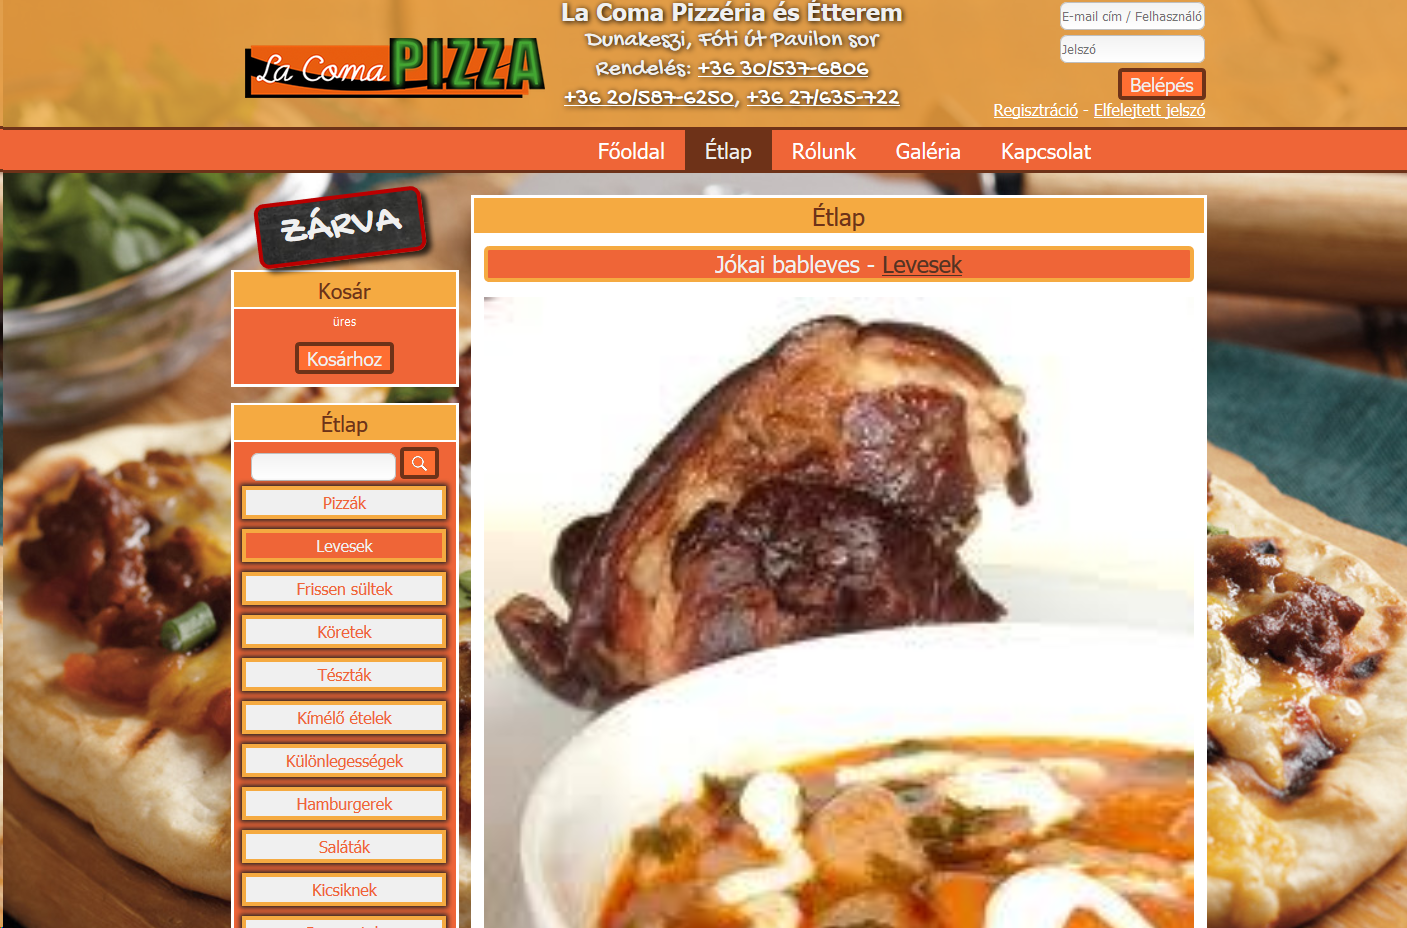 La Coma Pizzéria és Étterem
Dunakeszi, Fóti út Pavilon sor
Rendelés: +36 30/537-6806
+36 20/587-6250, +36 27/635-722
La Coma PIZZA
E-mail cím / Felhasználó
Jelszó
Belépés
Regisztráció - Elfelejtett jelszó
Főoldal
Étlap
Rólunk
Galéria
Kapcsolat
ZÁRVA
Kosár
üres
Kosárhoz
Étlap
Pizzák
Levesek
Frissen sültek
Köretek
Tészták
Kímélő ételek
Különlegességek
Hamburgerek
Saláták
Kicsiknek
Étlap
Jókai bableves - Levesek